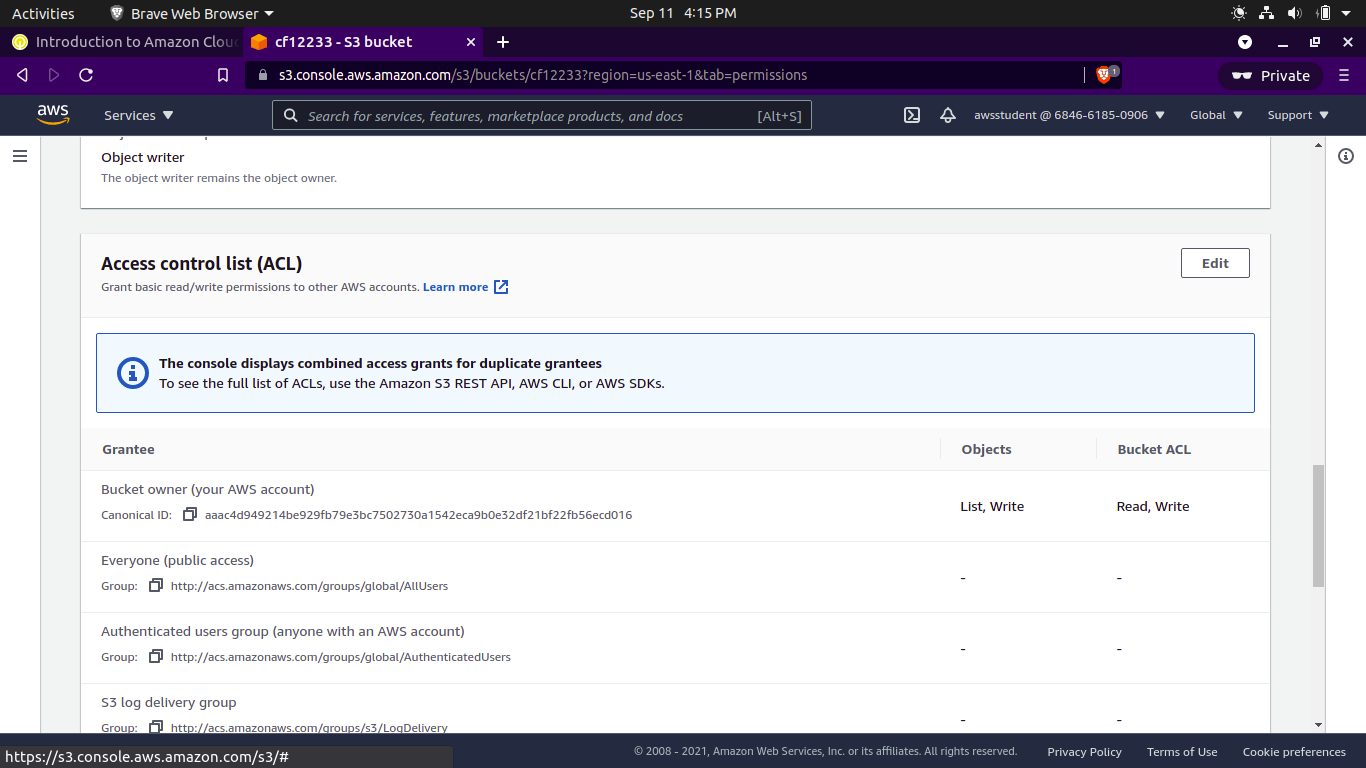 Activities
Brave Web Browser
Sep 11 4:15 PM
Introduction to Amazon Clou
cf12233 - S3 bucket
s3.console.aws.amazon.com/s3/buckets/cf12233?region=us-east-1&tab=permissions
1
Private
aws
Services
Search for services, features, marketplace products, and docs
[Alt+S]
awsstudent @ 6846-6185-0906
Global
Support
Object writer
The object writer remains the object owner.
Access control list (ACL)
Edit
Grant basic read/write permissions to other AWS accounts. Learn more
The console displays combined access grants for duplicate grantees
To see the full list of ACLs, use the Amazon S3 REST API, AWS CLI, or AWS SDKs.
Grantee
Objects
Bucket ACL
Bucket owner (your AWS account)
Canonical ID: aaac4d949214be929fb79e3bc7502730a1542eca9b0e32df21bf22fb56ecd016
List, Write
Read, Write
Everyone (public access)
Group: http://acs.amazonaws.com/groups/global/AllUsers
-
-
Authenticated users group (anyone with an AWS account)
Group: http://acs.amazonaws.com/groups/global/AuthenticatedUsers
-
-
S3 log delivery group
Group: http://acs.amazonaws.com/groups/s3/LogDelivery
-
-
https://s3.console.aws.amazon.com/s3/#
© 2008 - 2021, Amazon Web Services, Inc. or its affiliates. All rights reserved.
Privacy Policy
Terms of Use
Cookie preferences